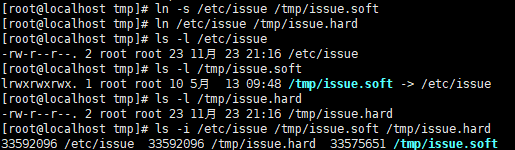 [root@localhost tmp]# ln -s /etc/issue /tmp/issue.soft
[root@localhost tmp]# ln /etc/issue /tmp/issue.hard
[root@localhost tmp]# ls -l /etc/issue
-rw-r--r--. 2 root root 23 11月 23 21:16 /etc/issue
[root@localhost tmp]# ls -l /tmp/issue.soft
lrwxrwxrwx. 1 root root 10 5月  13 09:48 /tmp/issue.soft -> /etc/issue
[root@localhost tmp]# ls -l /tmp/issue.hard
-rw-r--r--. 2 root root 23 11月 23 21:16 /tmp/issue.hard
[root@localhost tmp]# ls -i /etc/issue /tmp/issue.soft /tmp/issue.hard
33592096 /etc/issue  33592096 /tmp/issue.hard  33575651 /tmp/issue.soft